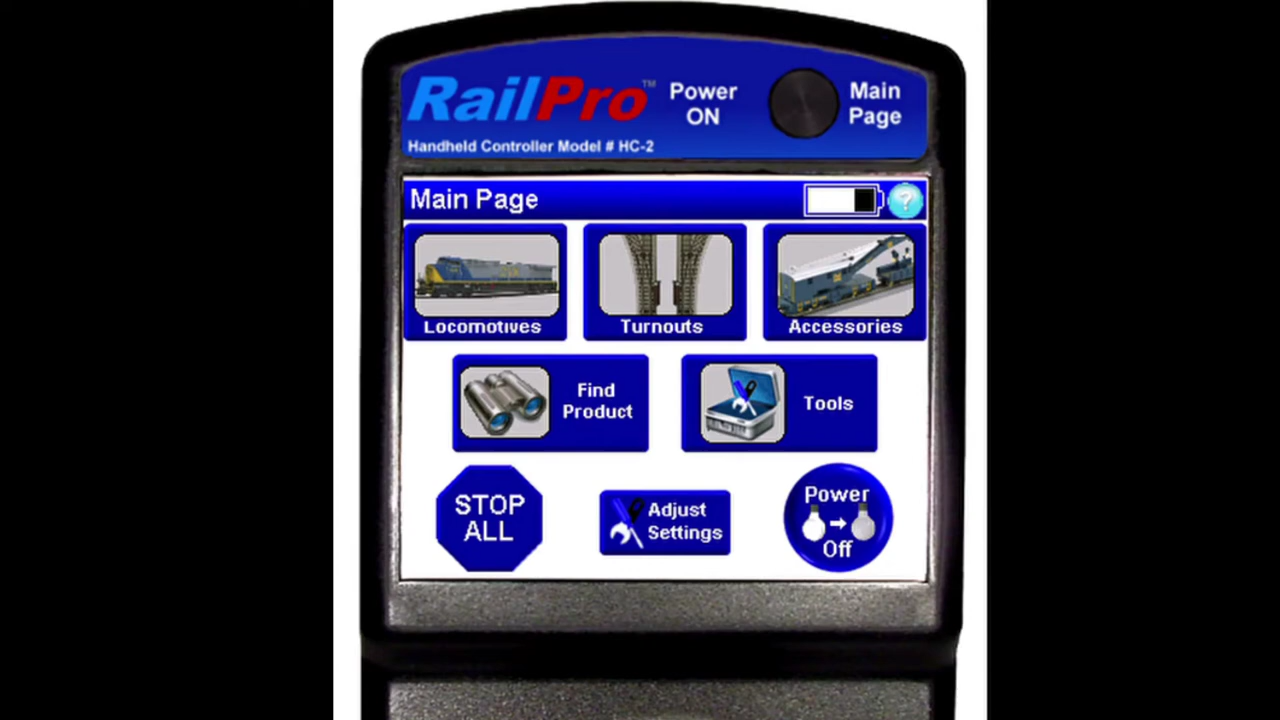 RailPro™
Power
ON
Main
Page
Handheld Controller Model # HC-2
Main Page
?
Locomotives
Turnouts
Accessories
Find
Product
Tools
STOP
ALL
Adjust
Settings
Power
Off